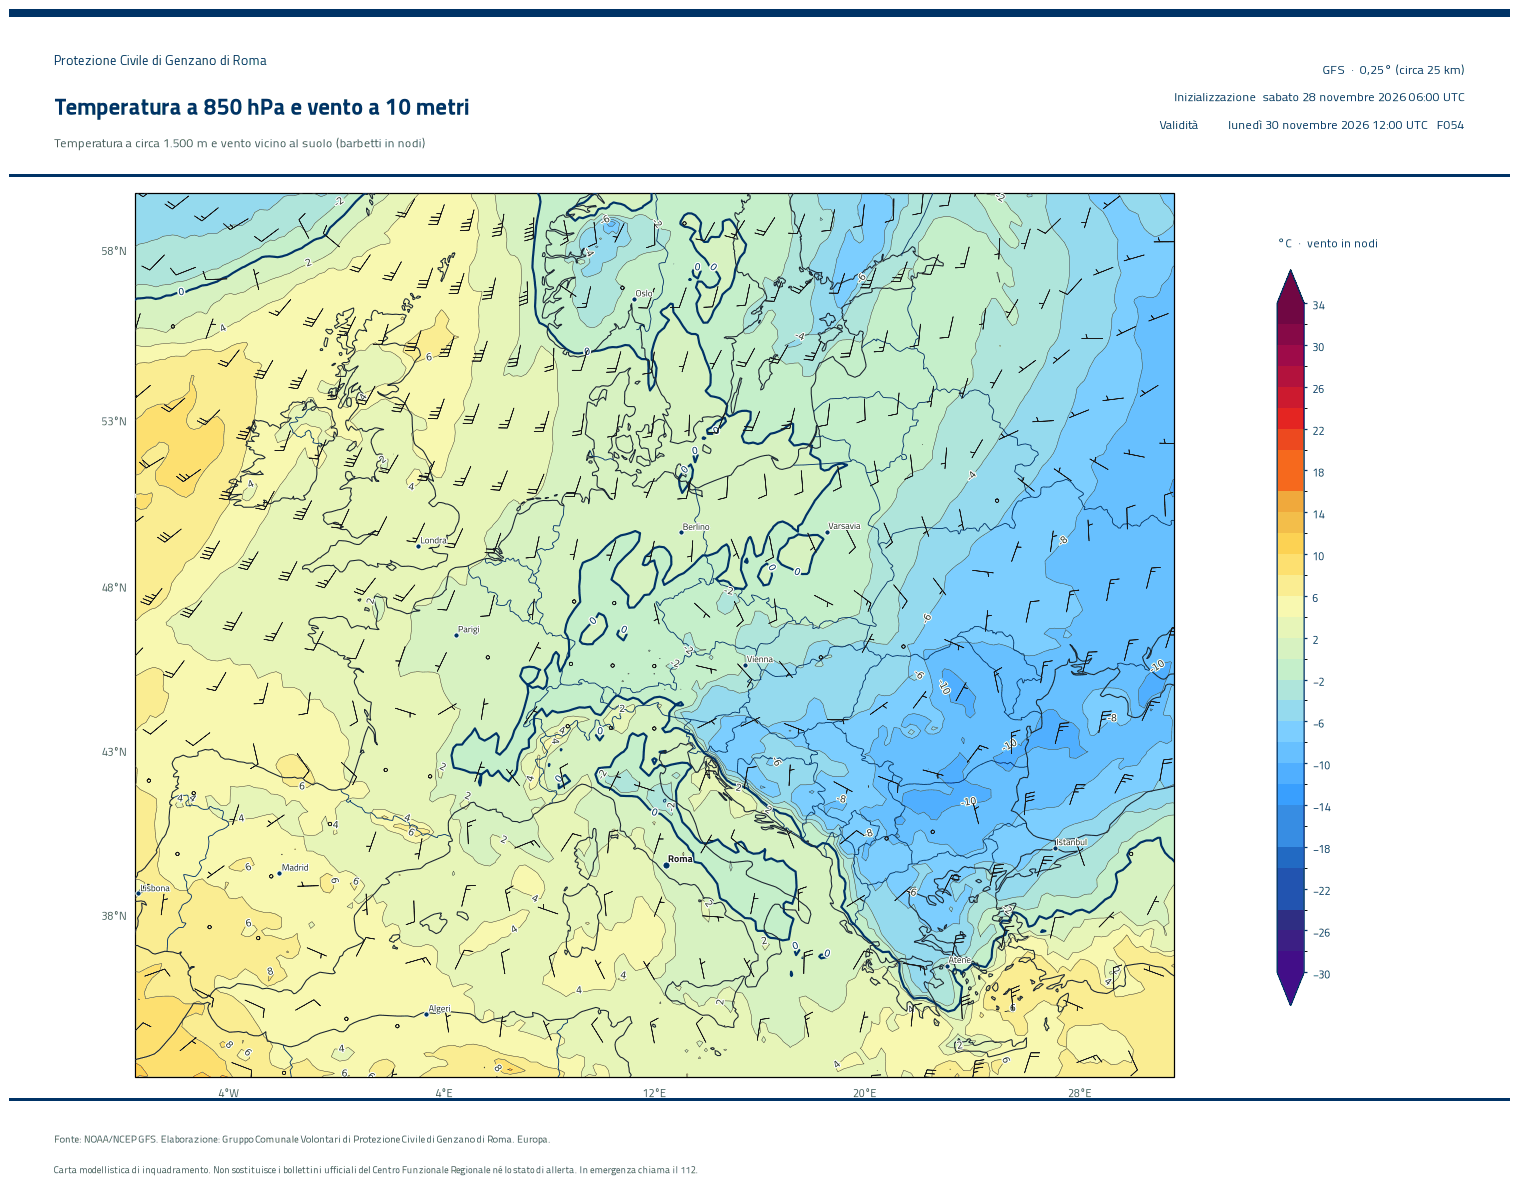 Protezione Civile di Genzano di Roma
Temperatura a 850 hPa e vento a 10 metri
Temperatura a circa 1.500 m e vento vicino al suolo (barbetti in nodi)
GFS · 0,25° (circa 25 km)
Inizializzazione sabato 28 novembre 2026 06:00 UTC
Validità lunedì 30 novembre 2026 12:00 UTC F054
°C · vento in nodi
34
30
26
22
18
14
10
6
2
−2
−6
−10
−14
−18
−22
−26
−30
58°N
53°N
48°N
43°N
38°N
4°W
4°E
12°E
20°E
28°E
Oslo
Londra
Berlino
Varsavia
Parigi
Vienna
Madrid
Lisbona
Roma
Istanbul
Atene
Algeri
Fonte: NOAA/NCEP GFS. Elaborazione: Gruppo Comunale Volontari di Protezione Civile di Genzano di Roma. Europa.
Carta modellistica di inquadramento. Non sostituisce i bollettini ufficiali del Centro Funzionale Regionale né lo stato di allerta. In emergenza chiama il 112.